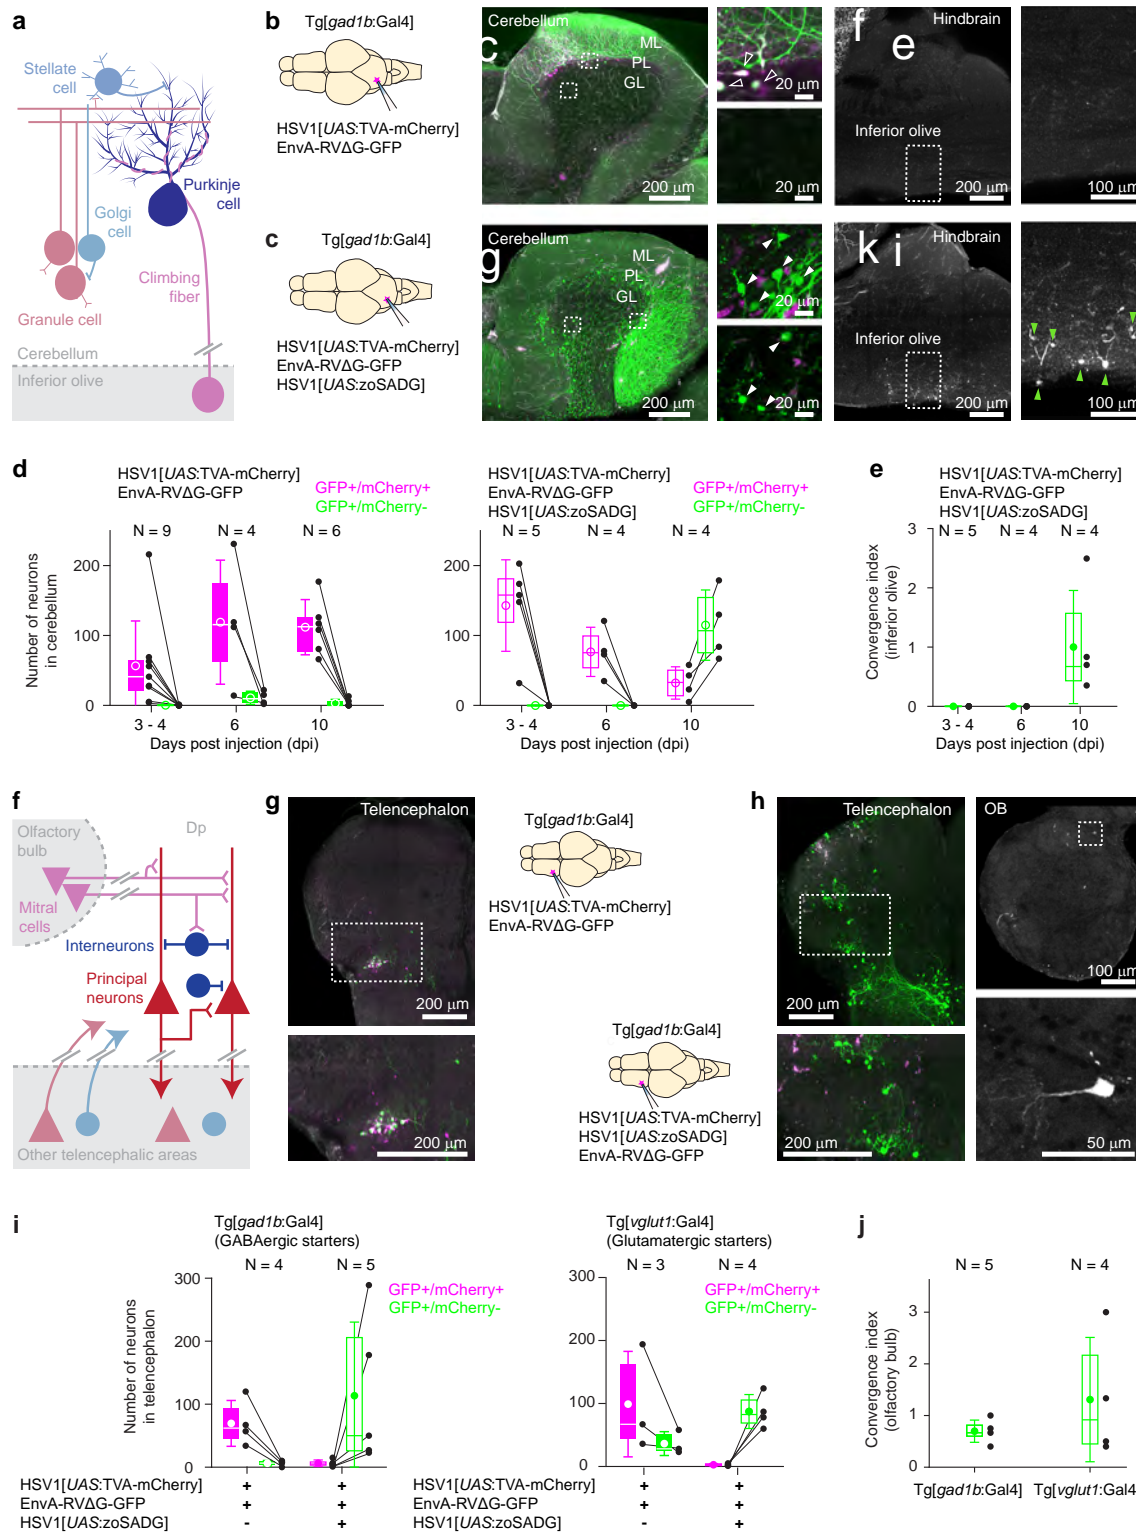 a
Stellate
cell
Purkinje
cell
Golgi
cell
Climbing
fiber
Granule cell
Cerebellum
Inferior olive
b
Tg[gad1b:Gal4]
HSV1[UAS:TVA-mCherry]
EnvA-RVΔG-GFP
Cerebellum
c
ML
PL
GL
200 μm
20 μm
20 μm
f
e
Hindbrain
Inferior olive
200 μm
100 μm
c
Tg[gad1b:Gal4]
HSV1[UAS:TVA-mCherry]
EnvA-RVΔG-GFP
HSV1[UAS:zoSADG]
Cerebellum
g
ML
PL
GL
200 μm
20 μm
20 μm
k
i
Hindbrain
Inferior olive
200 μm
100 μm
d
HSV1[UAS:TVA-mCherry]
EnvA-RVΔG-GFP
GFP+/mCherry+
GFP+/mCherry-
N = 9
N = 4
N = 6
Number of neurons
in cerebellum
200
100
0
3 - 4
6
10
Days post injection (dpi)
HSV1[UAS:TVA-mCherry]
EnvA-RVΔG-GFP
HSV1[UAS:zoSADG]
GFP+/mCherry+
GFP+/mCherry-
N = 5
N = 4
N = 4
200
100
0
3 - 4
6
10
Days post injection (dpi)
e
HSV1[UAS:TVA-mCherry]
EnvA-RVΔG-GFP
HSV1[UAS:zoSADG]
N = 5
N = 4
N = 4
Convergence index
(inferior olive)
3
2
1
0
3 - 4
6
10
Days post injection (dpi)
f
Olfactory
bulb
Dp
Mitral
cells
Interneurons
Principal
neurons
Other telencephalic areas
g
Telencephalon
200 μm
200 μm
Tg[gad1b:Gal4]
HSV1[UAS:TVA-mCherry]
EnvA-RVΔG-GFP
Tg[gad1b:Gal4]
HSV1[UAS:TVA-mCherry]
HSV1[UAS:zoSADG]
EnvA-RVΔG-GFP
h
Telencephalon
200 μm
200 μm
OB
100 μm
50 μm
i
Tg[gad1b:Gal4]
(GABAergic starters)
N = 4
N = 5
GFP+/mCherry+
GFP+/mCherry-
Number of neurons
in telencephalon
300
200
100
0
HSV1[UAS:TVA-mCherry] + +
EnvA-RVΔG-GFP + +
HSV1[UAS:zoSADG] - +
Tg[vglut1:Gal4]
(Glutamatergic starters)
N = 3
N = 4
GFP+/mCherry+
GFP+/mCherry-
300
200
100
0
HSV1[UAS:TVA-mCherry] + +
EnvA-RVΔG-GFP + +
HSV1[UAS:zoSADG] - +
j
N = 5
N = 4
Convergence index
(olfactory bulb)
3
2
1
0
Tg[gad1b:Gal4]
Tg[vglut1:Gal4